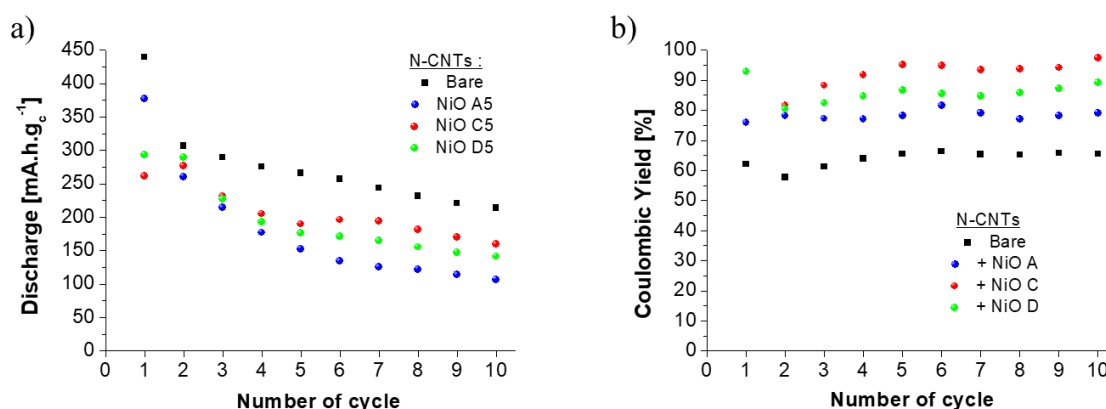 a)
450
400
350
300
250
200
150
100
50
0
Discharge [mA.h.g_c^-1]
N-CNTs :
Bare
NiO A5
NiO C5
NiO D5
0 1 2 3 4 5 6 7 8 9 10
Number of cycle
b)
100
90
80
70
60
50
40
30
20
10
0
Coulombic Yield [%]
N-CNTs
Bare
+ NiO A
+ NiO C
+ NiO D
0 1 2 3 4 5 6 7 8 9 10
Number of cycle